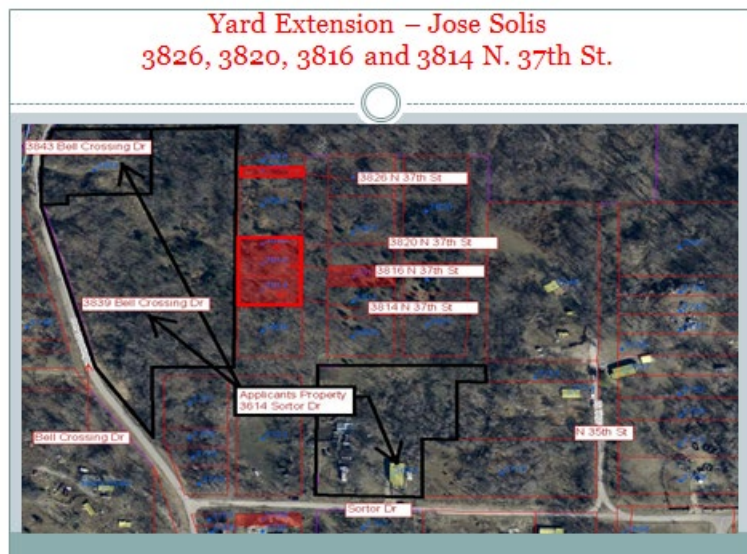 Yard Extension – Jose Solis
3826, 3820, 3816 and 3814 N. 37th St.
3843 Bell Crossing Dr
3826 N 37th St
3820 N 37th St
3816 N 37th St
3839 Bell Crossing Dr
3814 N 37th St
Applicants Property
3614 Sortor Dr
Bell Crossing Dr
N 35th St
Sortor Dr